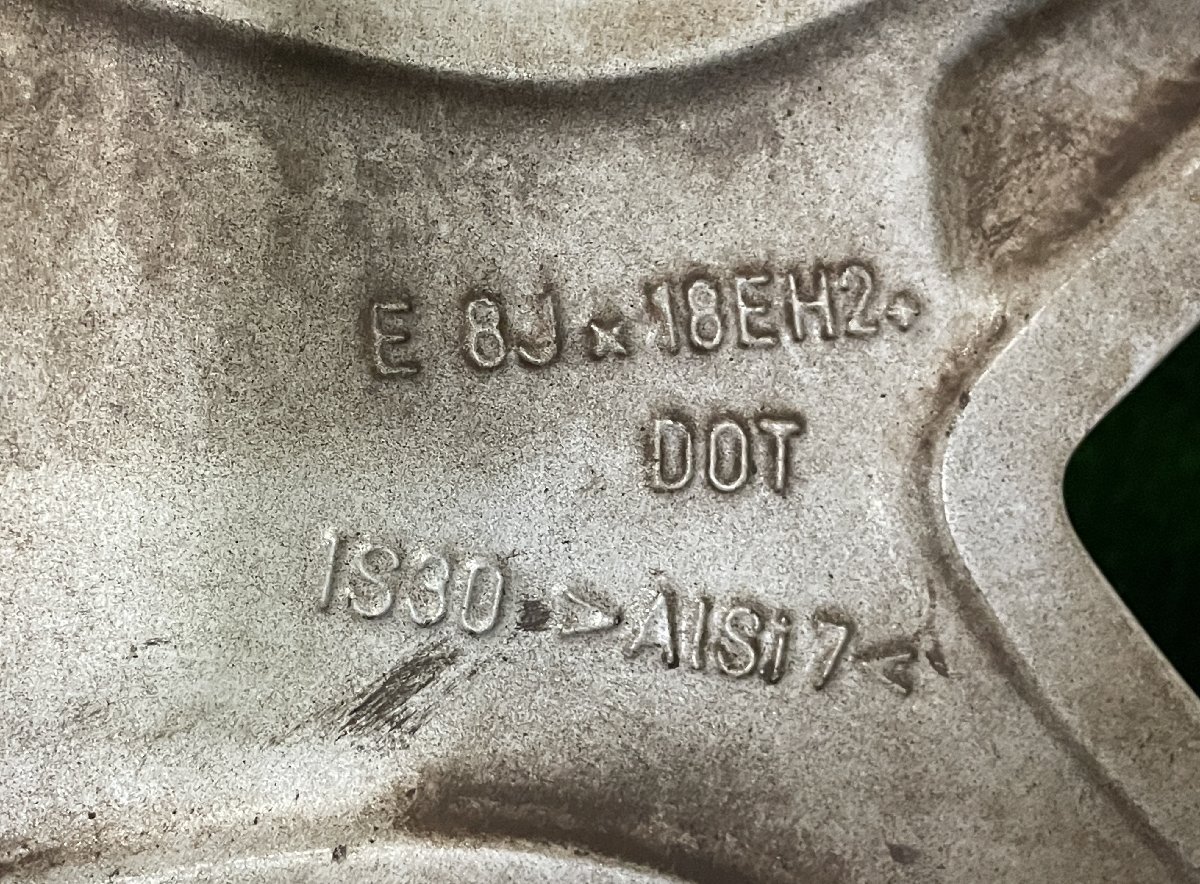 E 8J x 18EH2+
DOT
IS30 >AlSi7<